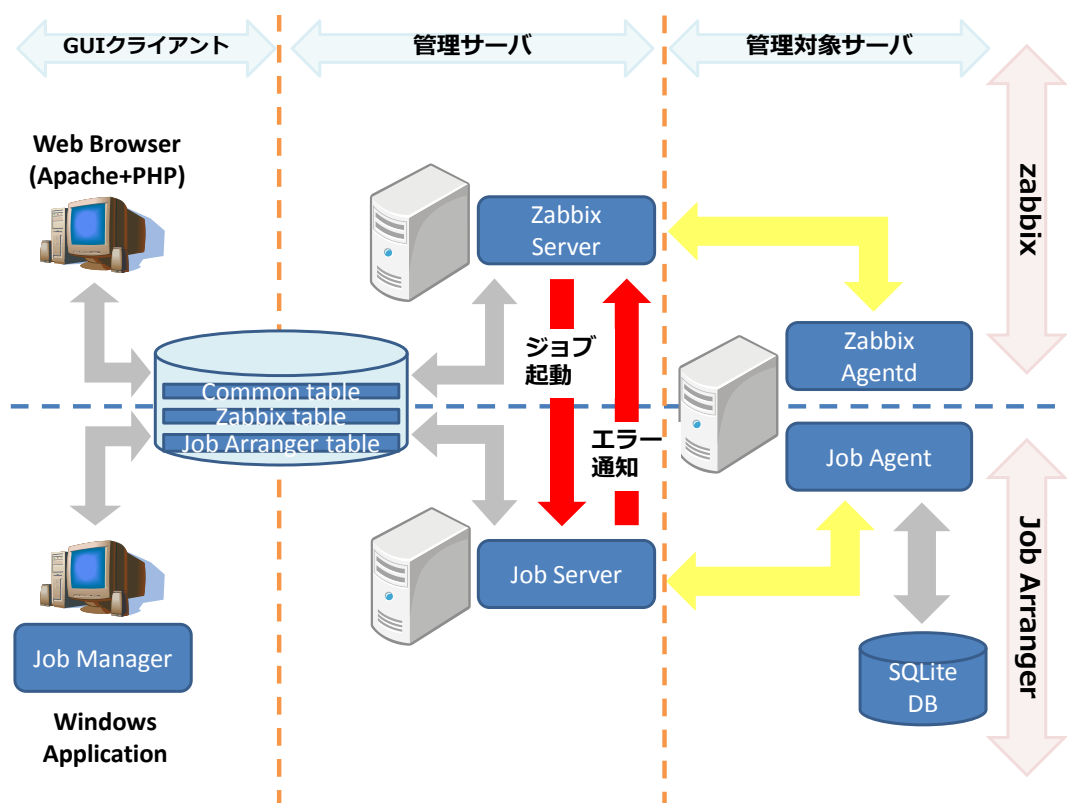 GUIクライアント
管理サーバ
管理対象サーバ
Web Browser
(Apache+PHP)
Zabbix
Server
zabbix
ジョブ
起動
Zabbix
Agentd
Common table
Zabbix table
Job Arranger table
エラー
通知
Job Agent
Job Server
Job Arranger
Job Manager
SQLite
DB
Windows
Application